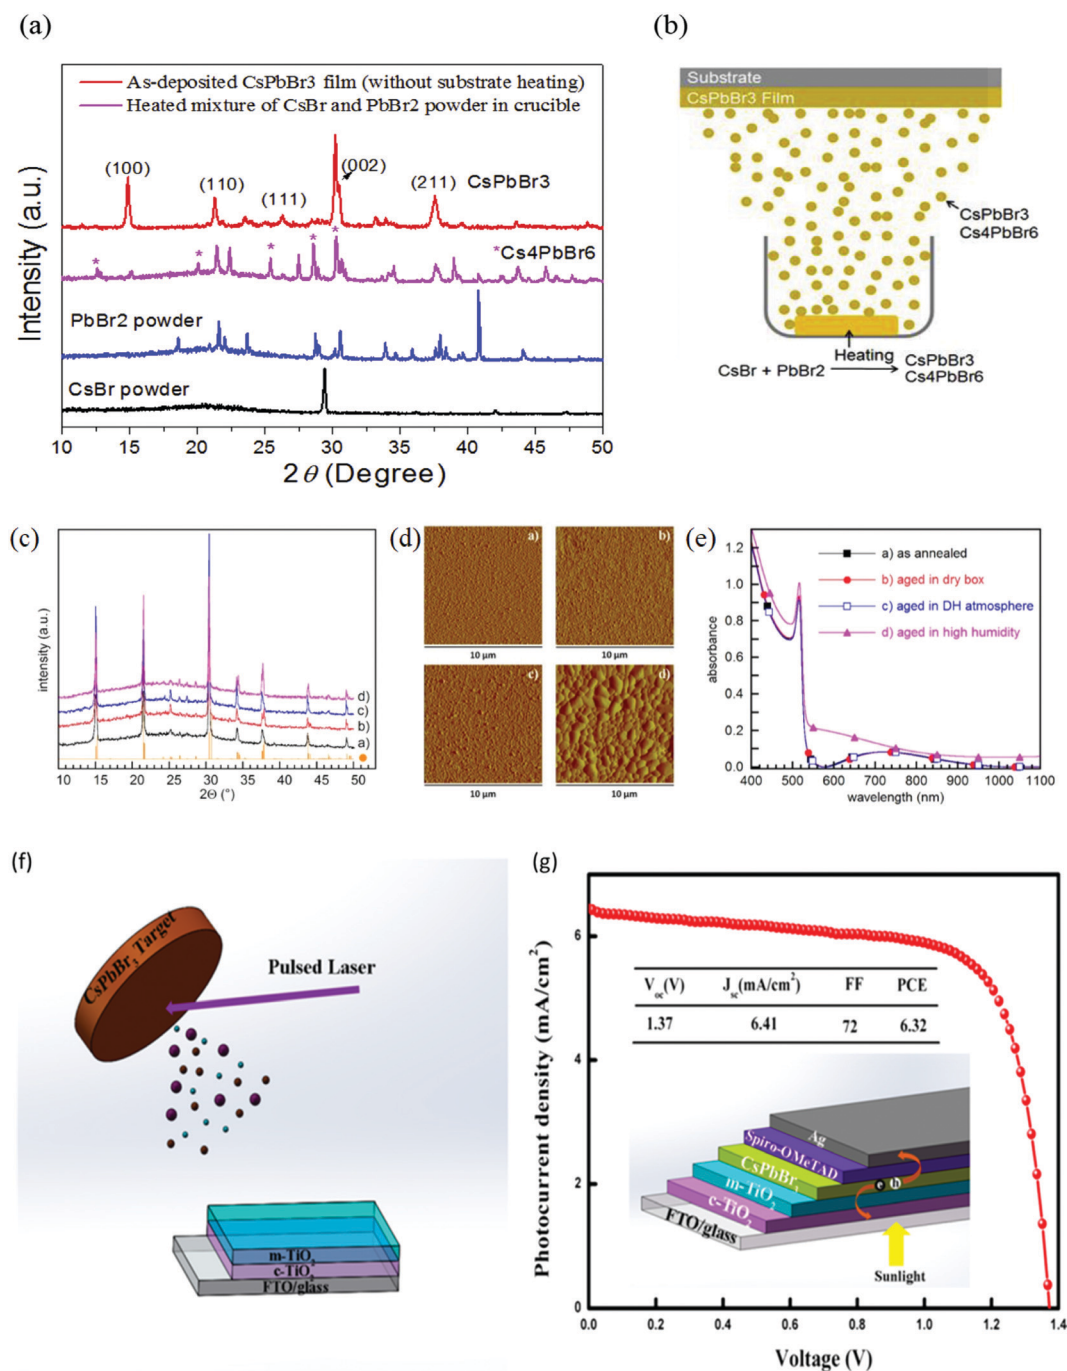 (a)
As-deposited CsPbBr3 film (without substrate heating)
Heated mixture of CsBr and PbBr2 powder in crucible
(100)
(110)
(111)
(002)
(211)
CsPbBr3
*
*
*
*
*
*
Cs4PbBr6
PbBr2 powder
CsBr powder
Intensity (a.u.)
10 15 20 25 30 35 40 45 50
2θ (Degree)
(b)
Substrate
CsPbBr3 Film
CsPbBr3
Cs4PbBr6
Heating
CsBr + PbBr2
CsPbBr3
Cs4PbBr6
(c)
intensity (a.u.)
d)
c)
b)
a)
10 15 20 25 30 35 40 45 50
2Θ (°)
(d)
a)
b)
10 µm
10 µm
c)
d)
10 µm
10 µm
(e)
absorbance
1.2
1.0
0.8
0.6
0.4
0.2
0.0
a) as annealed
b) aged in dry box
c) aged in DH atmosphere
d) aged in high humidity
400 500 600 700 800 900 1000 1100
wavelength (nm)
(f)
CsPbBr3 Target
Pulsed Laser
m-TiO2
c-TiO2
FTO/glass
(g)
Photocurrent density (mA/cm2)
6
4
2
0
Voc(V) Jsc(mA/cm2) FF PCE
1.37 6.41 72 6.32
Ag
Spiro-OMeTAD
CsPbBr3
m-TiO2
c-TiO2
FTO/glass
e h
Sunlight
0.0 0.2 0.4 0.6 0.8 1.0 1.2 1.4
Voltage (V)